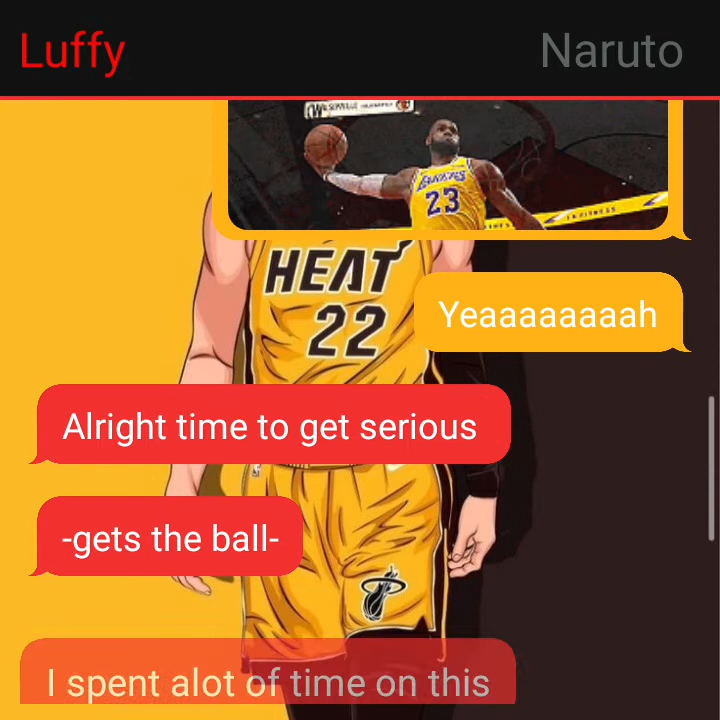 Luffy
Naruto
LAKERS
23
HEAT
22
Yeaaaaaaaah
Alright time to get serious
-gets the ball-
I spent alot of time on this